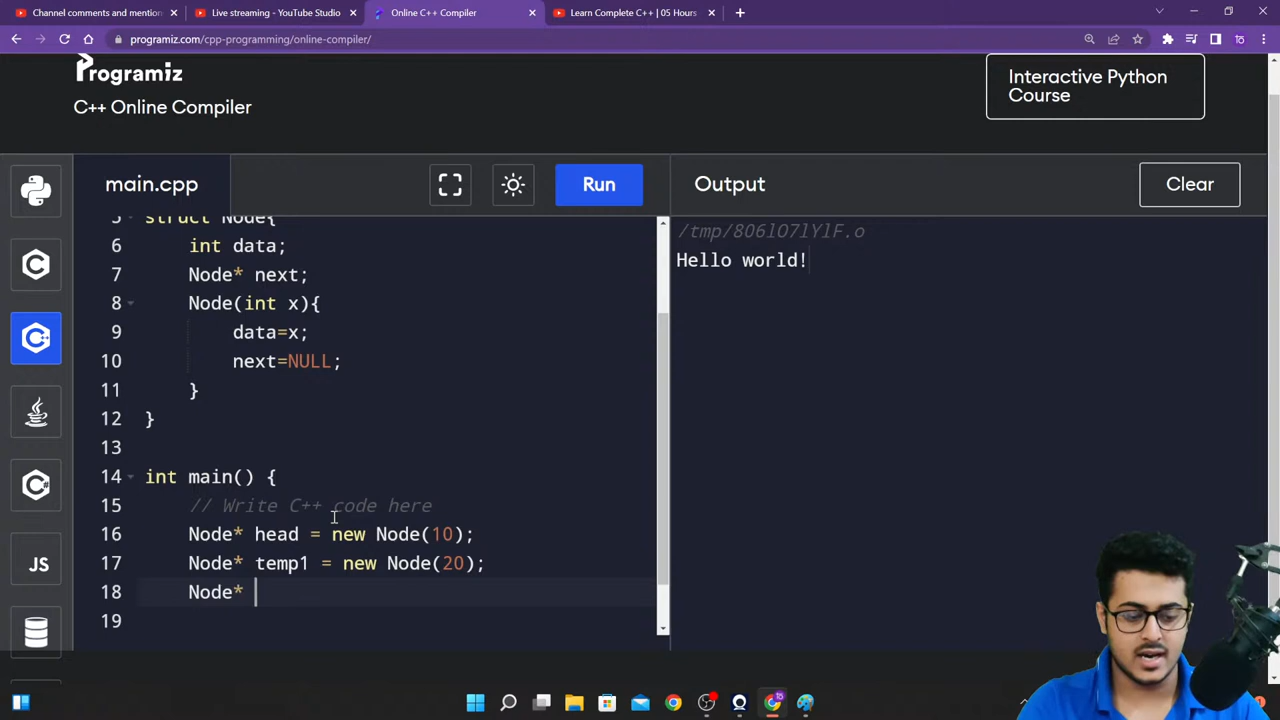 Channel comments and mention
Live streaming - YouTube Studio
Online C++ Compiler
Learn Complete C++ | 05 Hours
programiz.com/cpp-programming/online-compiler/
Programiz
C++ Online Compiler
Interactive Python
Course
main.cpp
Run
Output
Clear
5 struct Node{
6 int data;
7 Node* next;
8 Node(int x){
9 data=x;
10 next=NULL;
11 }
12 }
13
14 int main() {
15 // Write C++ code here
16 Node* head = new Node(10);
17 Node* temp1 = new Node(20);
18 Node*
19
/tmp/806lO7lYlF.o
Hello world!
JS